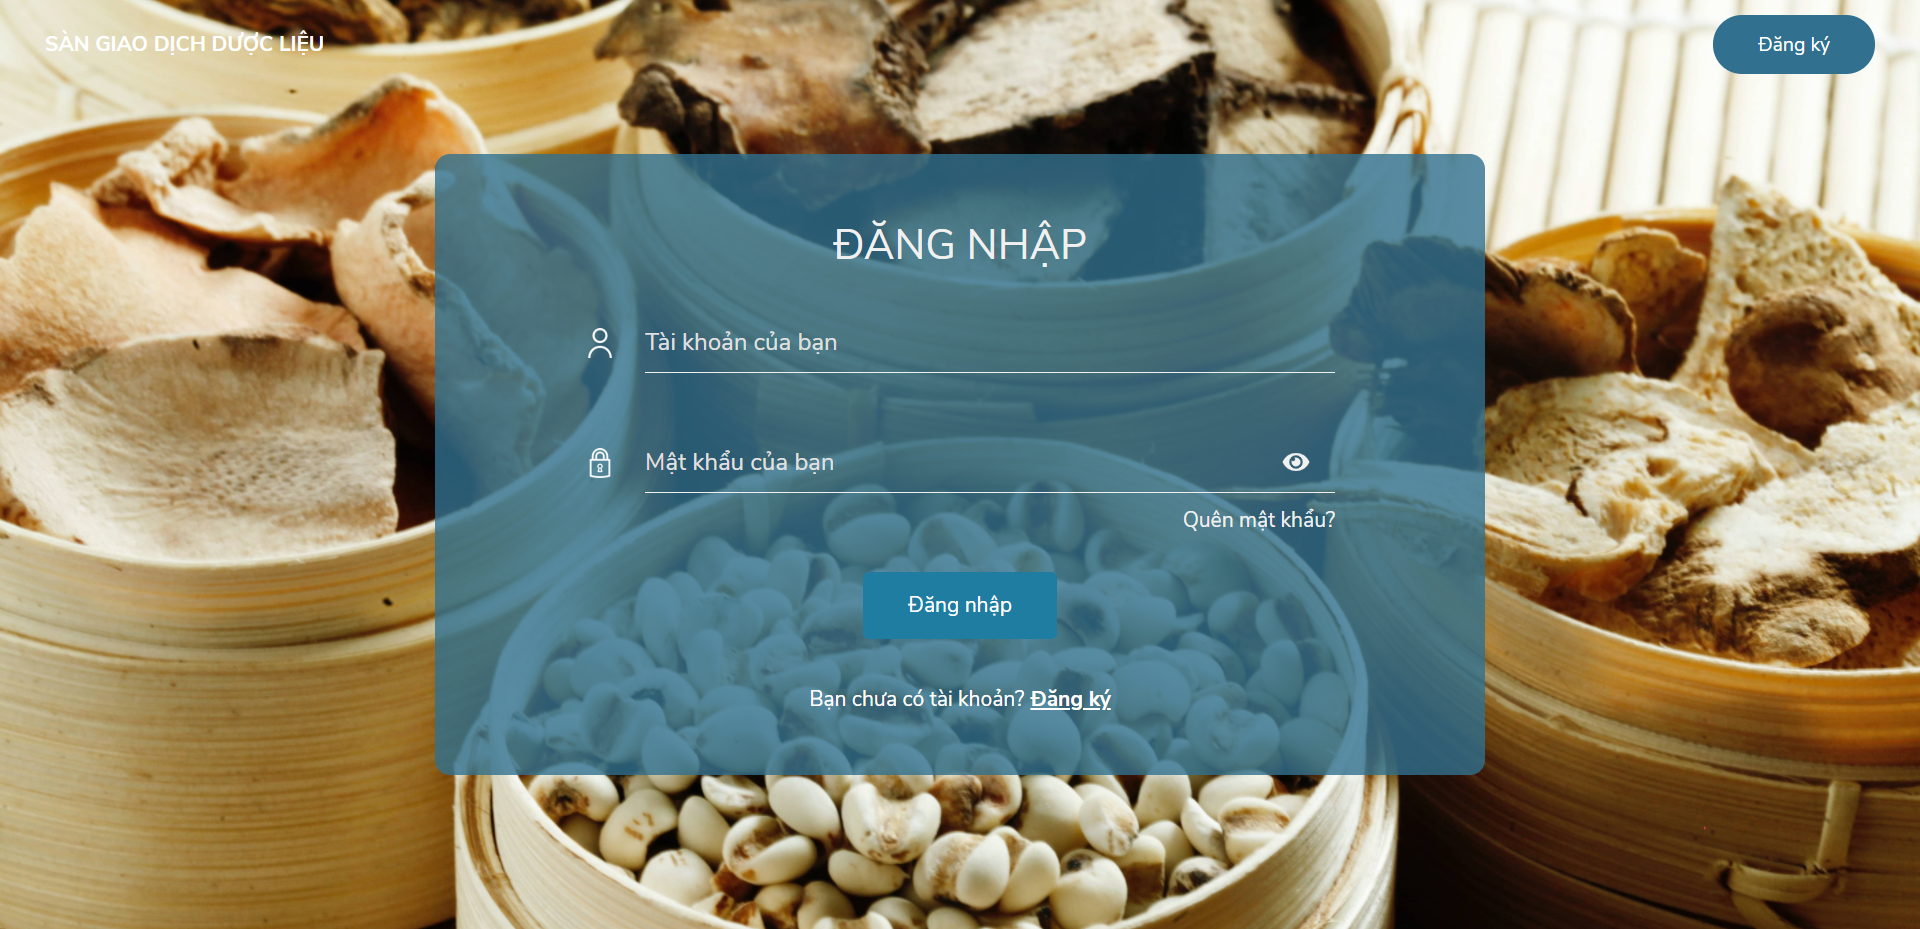 SÀN GIAO DỊCH DƯỢC LIỆU
Đăng ký
ĐĂNG NHẬP
Tài khoản của bạn
Mật khẩu của bạn
Quên mật khẩu?
Đăng nhập
Bạn chưa có tài khoản? Đăng ký